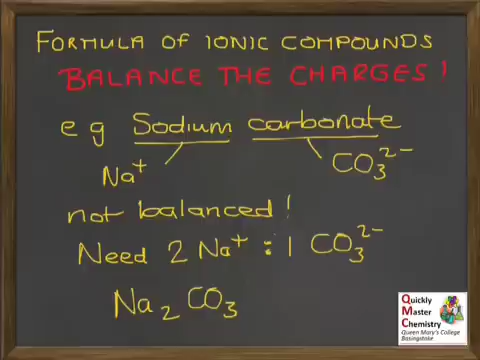 FORMULA OF IONIC COMPOUNDS
BALANCE THE CHARGES!
eg Sodium carbonate
Na⁺ CO₃²⁻
not balanced!
Need 2 Na⁺ : 1 CO₃²⁻
Na₂CO₃
Quickly
Master
Chemistry
Queen Mary's College
Basingstoke